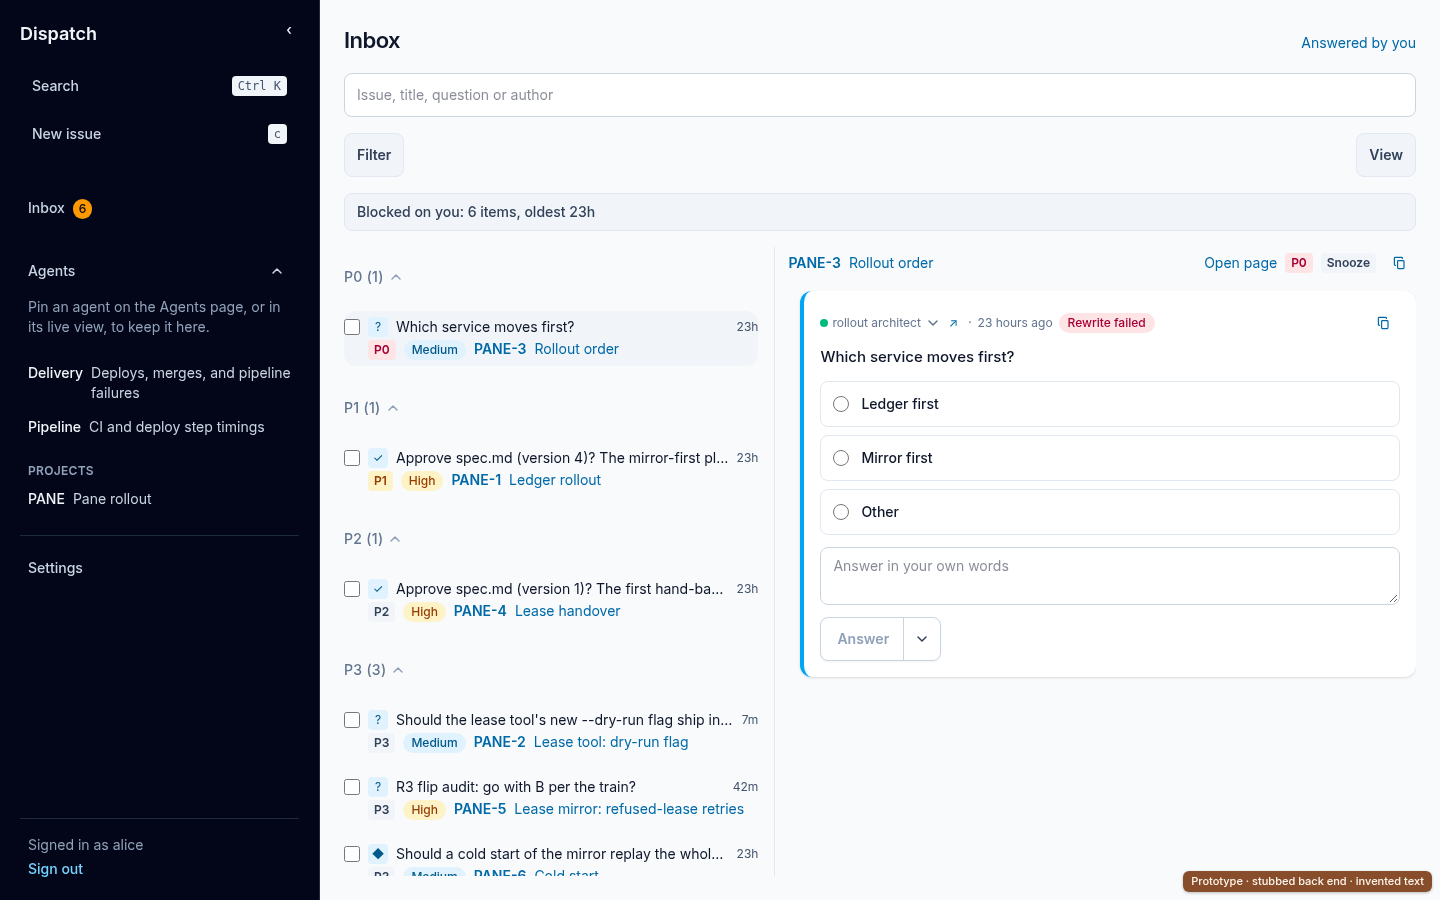 Dispatch
Search Ctrl K
New issue c
Inbox 6
Agents
Pin an agent on the Agents page, or in
its live view, to keep it here.
Delivery Deploys, merges, and pipeline
failures
Pipeline CI and deploy step timings
PROJECTS
PANE Pane rollout
Settings
Signed in as alice
Sign out
Inbox
Answered by you
Issue, title, question or author
Filter
View
Blocked on you: 6 items, oldest 23h
P0 (1)
? Which service moves first? 23h
P0 Medium PANE-3 Rollout order
P1 (1)
Approve spec.md (version 4)? The mirror-first pl... 23h
P1 High PANE-1 Ledger rollout
P2 (1)
Approve spec.md (version 1)? The first hand-ba... 23h
P2 High PANE-4 Lease handover
P3 (3)
? Should the lease tool's new --dry-run flag ship in... 7m
P3 Medium PANE-2 Lease tool: dry-run flag
? R3 flip audit: go with B per the train? 42m
P3 High PANE-5 Lease mirror: refused-lease retries
Should a cold start of the mirror replay the whol... 23h
P3 Medium PANE-6 Cold start
PANE-3 Rollout order
Open page P0 Snooze
rollout architect · 23 hours ago Rewrite failed
Which service moves first?
Ledger first
Mirror first
Other
Answer in your own words
Answer
Prototype · stubbed back end · invented text